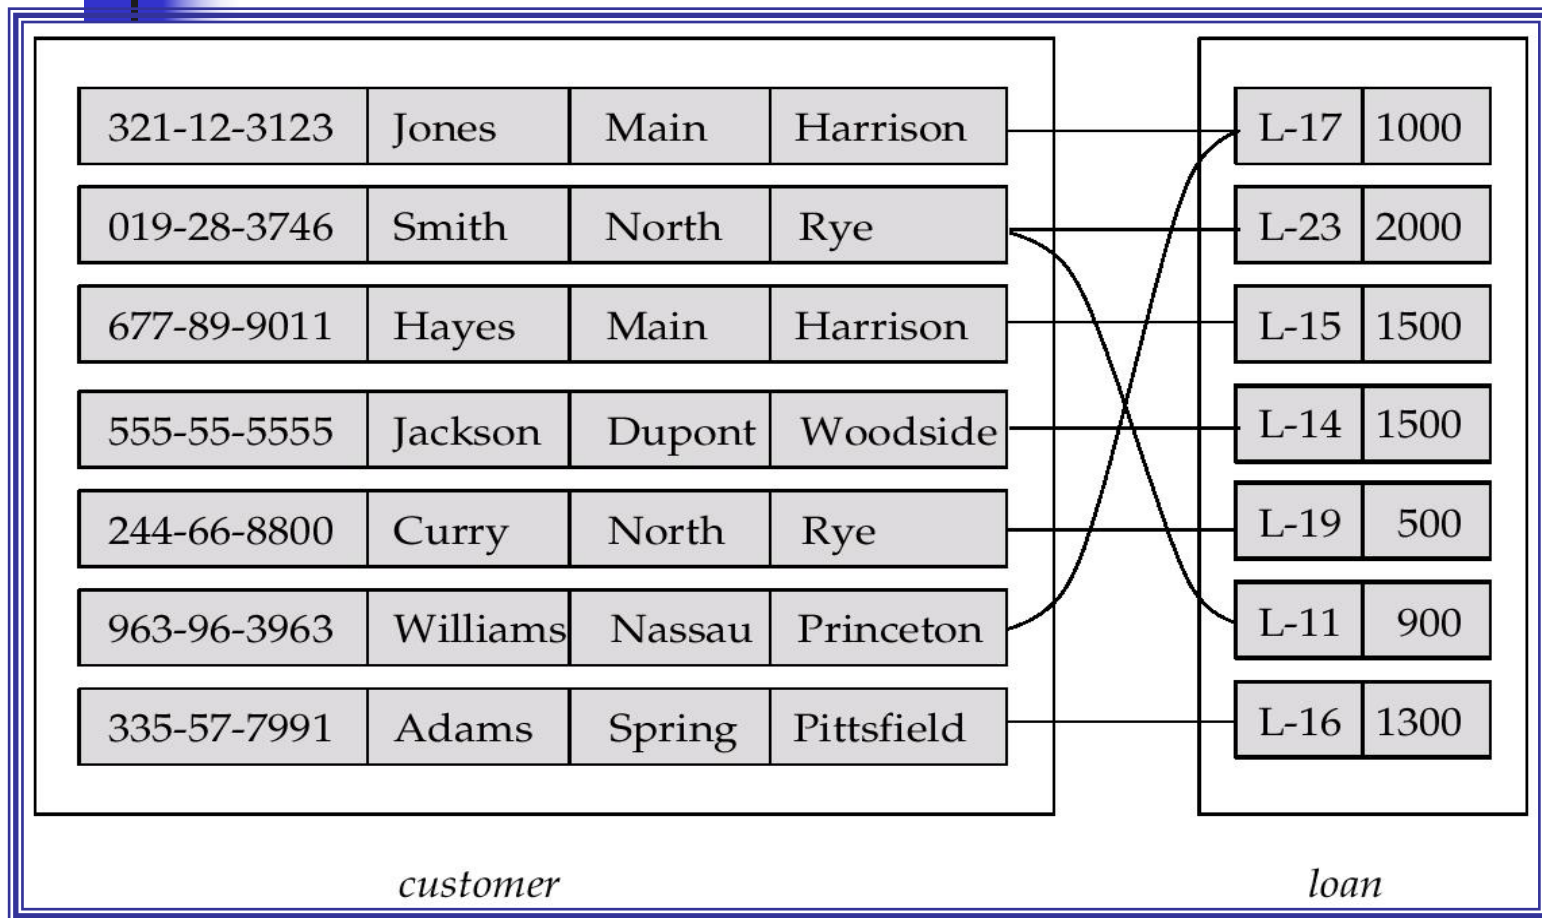 321-12-3123 Jones Main Harrison L-17 1000
019-28-3746 Smith North Rye L-23 2000
677-89-9011 Hayes Main Harrison L-15 1500
555-55-5555 Jackson Dupont Woodside L-14 1500
244-66-8800 Curry North Rye L-19 500
963-96-3963 Williams Nassau Princeton L-11 900
335-57-7991 Adams Spring Pittsfield L-16 1300
customer loan